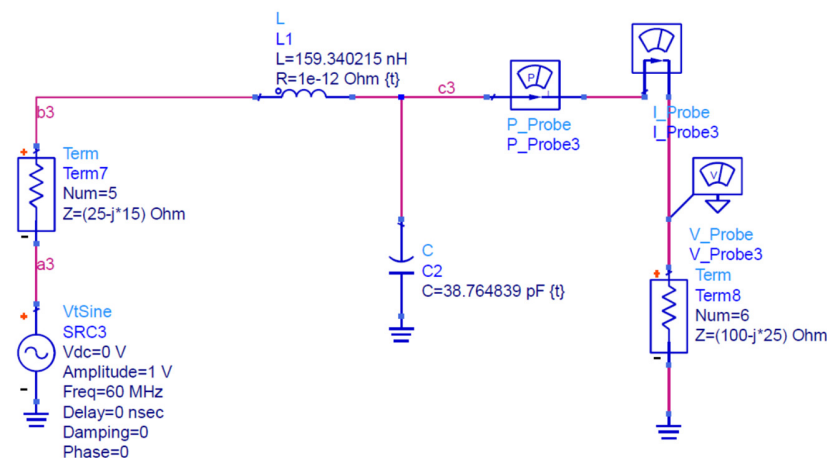 L
L1
L=159.340215 nH
R=1e-12 Ohm {t}
b3
Term
Term7
Num=5
Z=(25-j*15) Ohm
a3
VtSine
SRC3
Vdc=0 V
Amplitude=1 V
Freq=60 MHz
Delay=0 nsec
Damping=0
Phase=0
c3
P
P_Probe
P_Probe3
C
C2
C=38.764839 pF {t}
I_Probe
I_Probe3
V
V_Probe
V_Probe3
Term
Term8
Num=6
Z=(100-j*25) Ohm